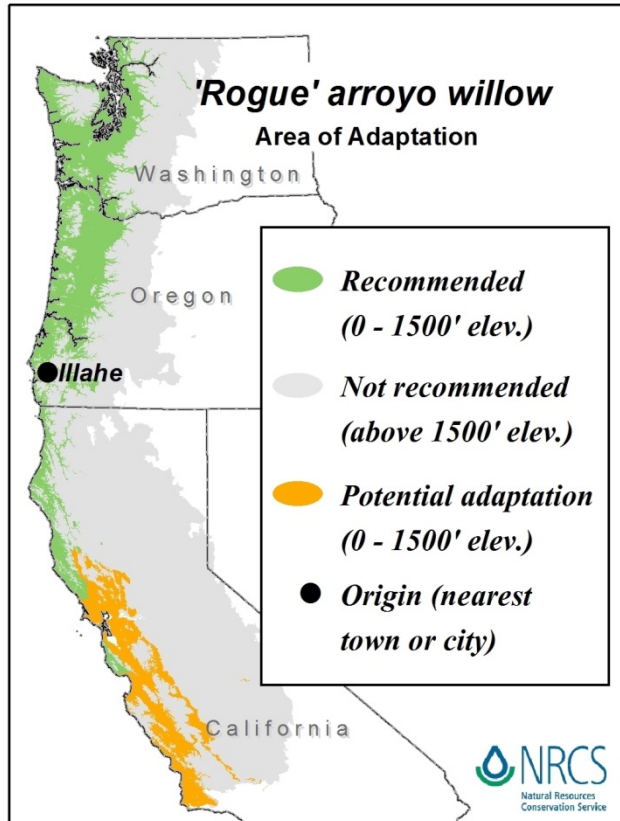 'Rogue' arroyo willow
Area of Adaptation
Washington
Oregon
Illahe
California
Recommended
(0 - 1500' elev.)
Not recommended
(above 1500' elev.)
Potential adaptation
(0 - 1500' elev.)
Origin (nearest
town or city)
NRCS
Natural Resources
Conservation Service